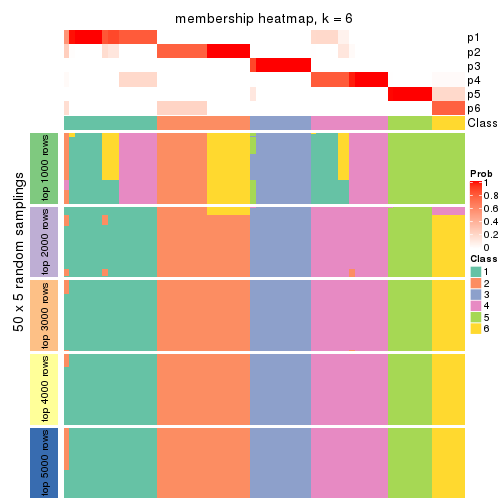 membership heatmap, k = 6
p1
p2
p3
p4
p5
p6
Class
50 x 5 random samplings
top 1000 rows
top 2000 rows
top 3000 rows
top 4000 rows
top 5000 rows
Prob
1
0.8
0.6
0.4
0.2
0
Class
1
2
3
4
5
6